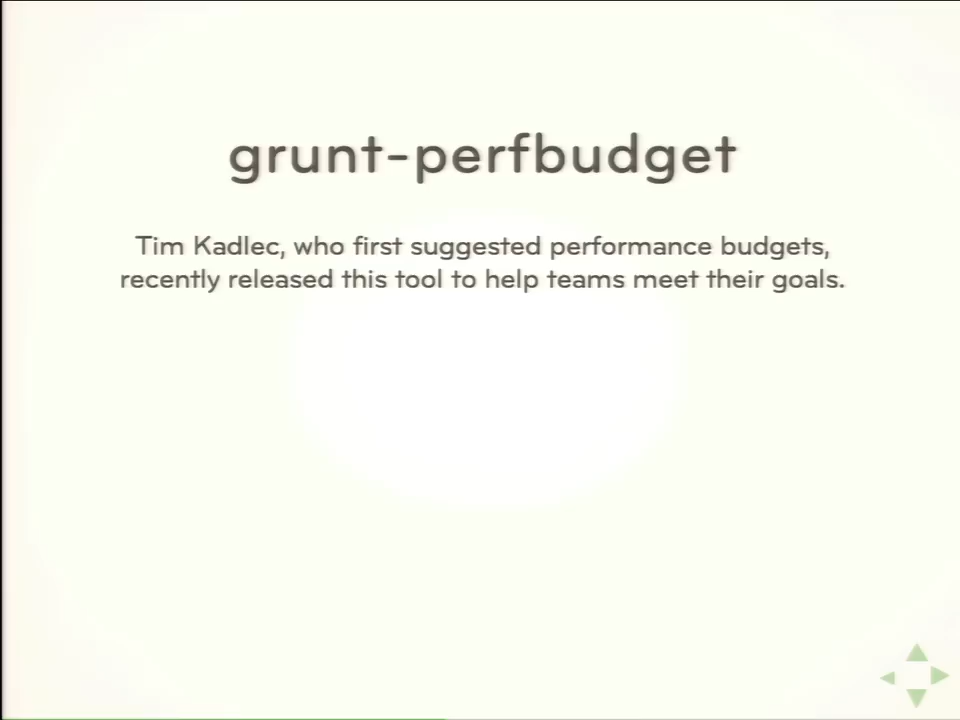 grunt-perfbudget
Tim Kadlec, who first suggested performance budgets,
recently released this tool to help teams meet their goals.